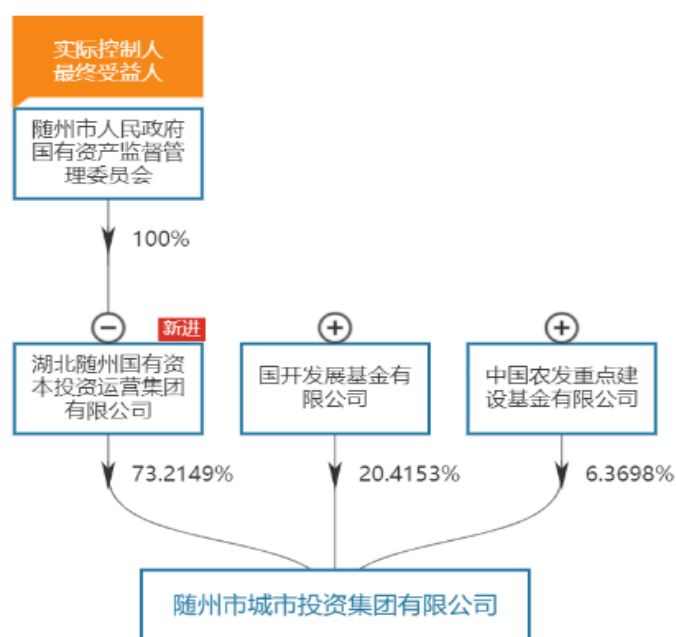 实际控制人
最终受益人
随州市人民政府
国有资产监督管
理委员会
100%
新进
湖北随州国有资
本投资运营集团
有限公司
国开发展基金有
限公司
中国农发重点建
设基金有限公司
73.2149%
20.4153%
6.3698%
随州市城市投资集团有限公司